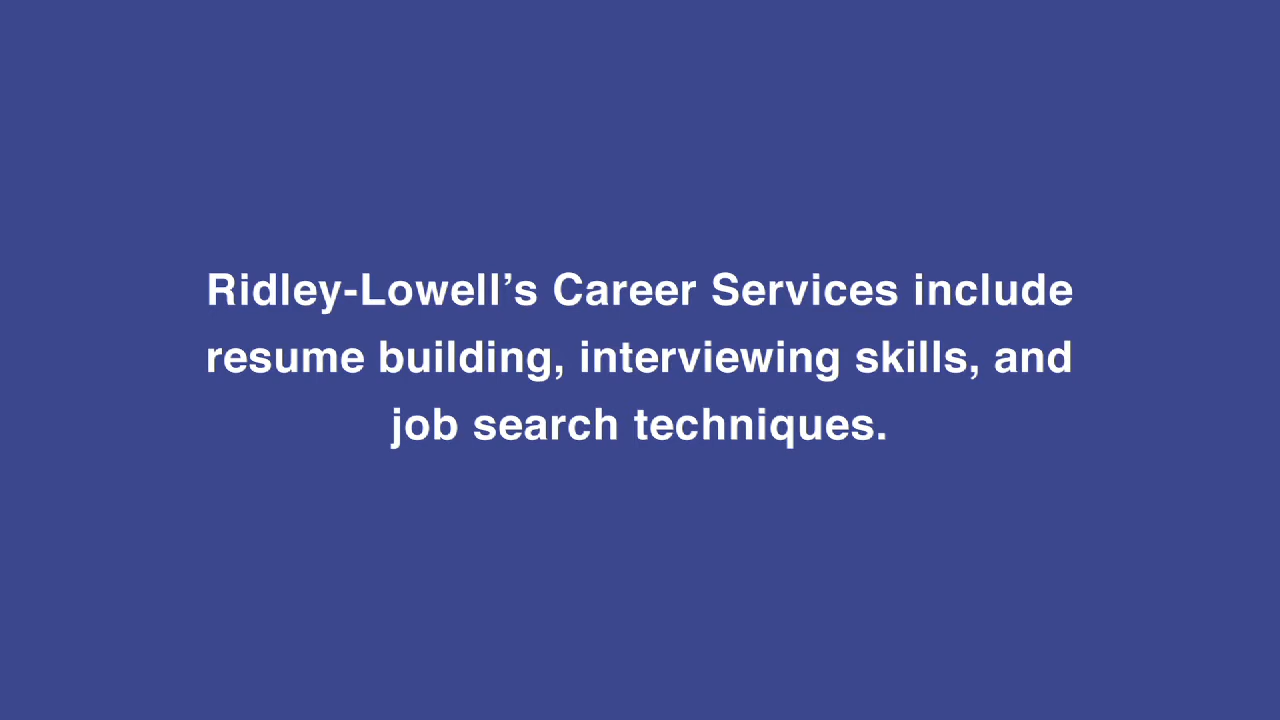 Ridley-Lowell’s Career Services include
resume building, interviewing skills, and
job search techniques.